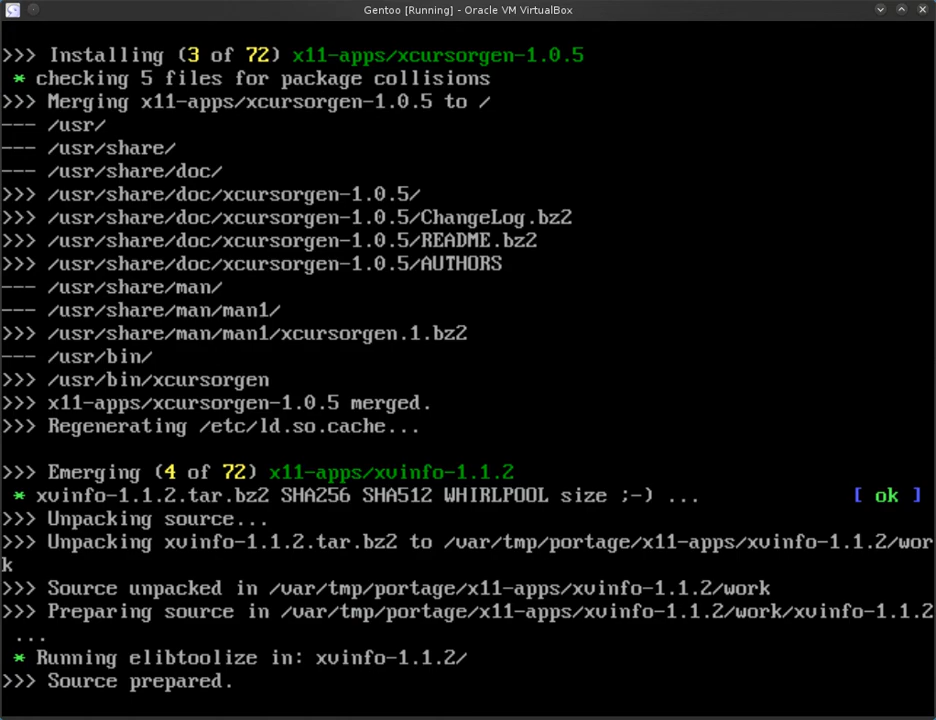 Gentoo [Running] - Oracle VM VirtualBox
>>> Installing (3 of 72) x11-apps/xcursorgen-1.0.5
 * checking 5 files for package collisions
>>> Merging x11-apps/xcursorgen-1.0.5 to /
--- /usr/
--- /usr/share/
--- /usr/share/doc/
>>> /usr/share/doc/xcursorgen-1.0.5/
>>> /usr/share/doc/xcursorgen-1.0.5/ChangeLog.bz2
>>> /usr/share/doc/xcursorgen-1.0.5/README.bz2
>>> /usr/share/doc/xcursorgen-1.0.5/AUTHORS
--- /usr/share/man/
--- /usr/share/man/man1/
>>> /usr/share/man/man1/xcursorgen.1.bz2
--- /usr/bin/
>>> /usr/bin/xcursorgen
>>> x11-apps/xcursorgen-1.0.5 merged.
>>> Regenerating /etc/ld.so.cache...
>>> Emerging (4 of 72) x11-apps/xvinfo-1.1.2
 * xvinfo-1.1.2.tar.bz2 SHA256 SHA512 WHIRLPOOL size ;-) ... [ ok ]
>>> Unpacking source...
>>> Unpacking xvinfo-1.1.2.tar.bz2 to /var/tmp/portage/x11-apps/xvinfo-1.1.2/wor
k
>>> Source unpacked in /var/tmp/portage/x11-apps/xvinfo-1.1.2/work
>>> Preparing source in /var/tmp/portage/x11-apps/xvinfo-1.1.2/work/xvinfo-1.1.2
 ...
 * Running elibtoolize in: xvinfo-1.1.2/
>>> Source prepared.